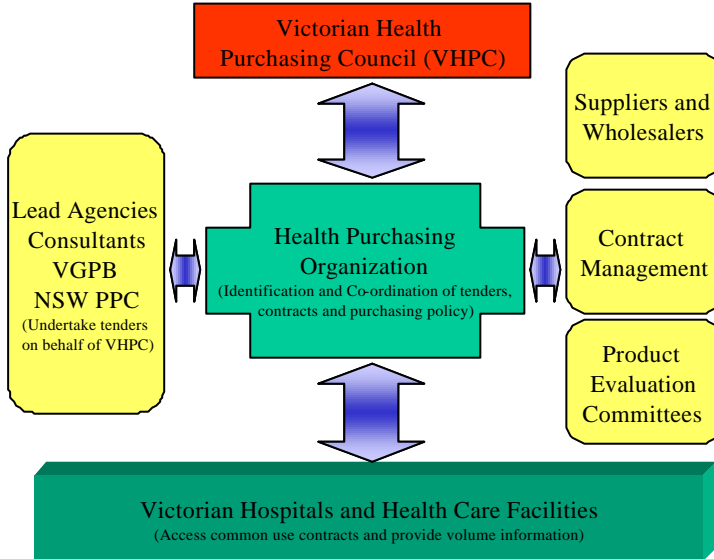 Victorian Health
Purchasing Council (VHPC)
Suppliers and
Wholesalers
Lead Agencies
Consultants
VGPB
NSW PPC
(Undertake tenders
on behalf of VHPC)
Health Purchasing
Organization
(Identification and Co-ordination of tenders,
contracts and purchasing policy)
Contract
Management
Product
Evaluation
Committees
Victorian Hospitals and Health Care Facilities
(Access common use contracts and provide volume information)